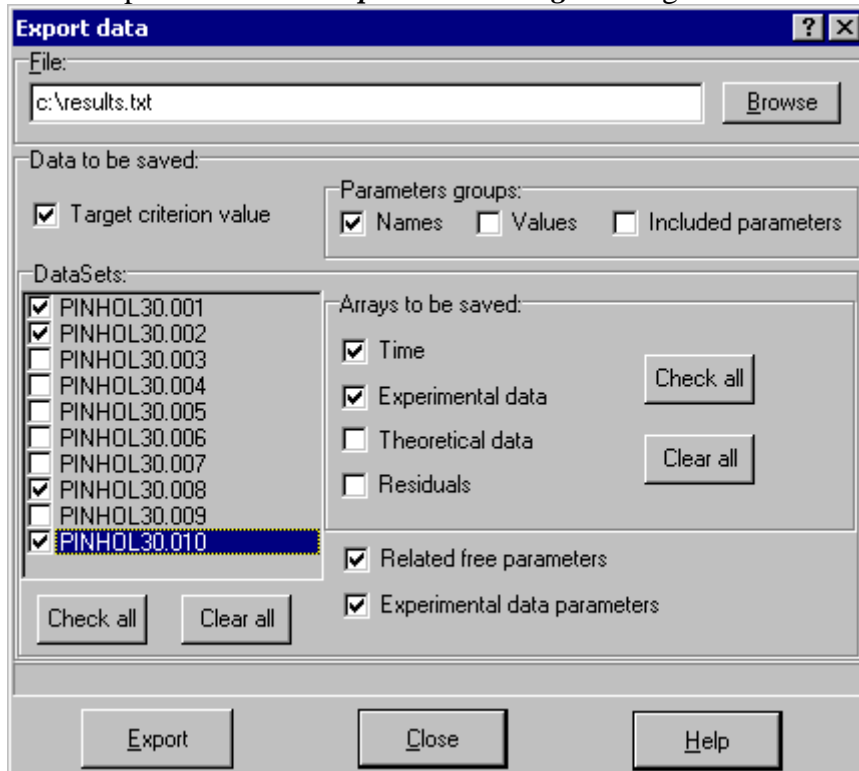 Export data
File:
c:\results.txt
Browse
Data to be saved:
Target criterion value
Parameters groups:
Names Values Included parameters
DataSets:
PINHOL30.001
PINHOL30.002
PINHOL30.003
PINHOL30.004
PINHOL30.005
PINHOL30.006
PINHOL30.007
PINHOL30.008
PINHOL30.009
PINHOL30.010
Check all Clear all
Arrays to be saved:
Time
Experimental data
Theoretical data
Residuals
Check all
Clear all
Related free parameters
Experimental data parameters
Export Close Help